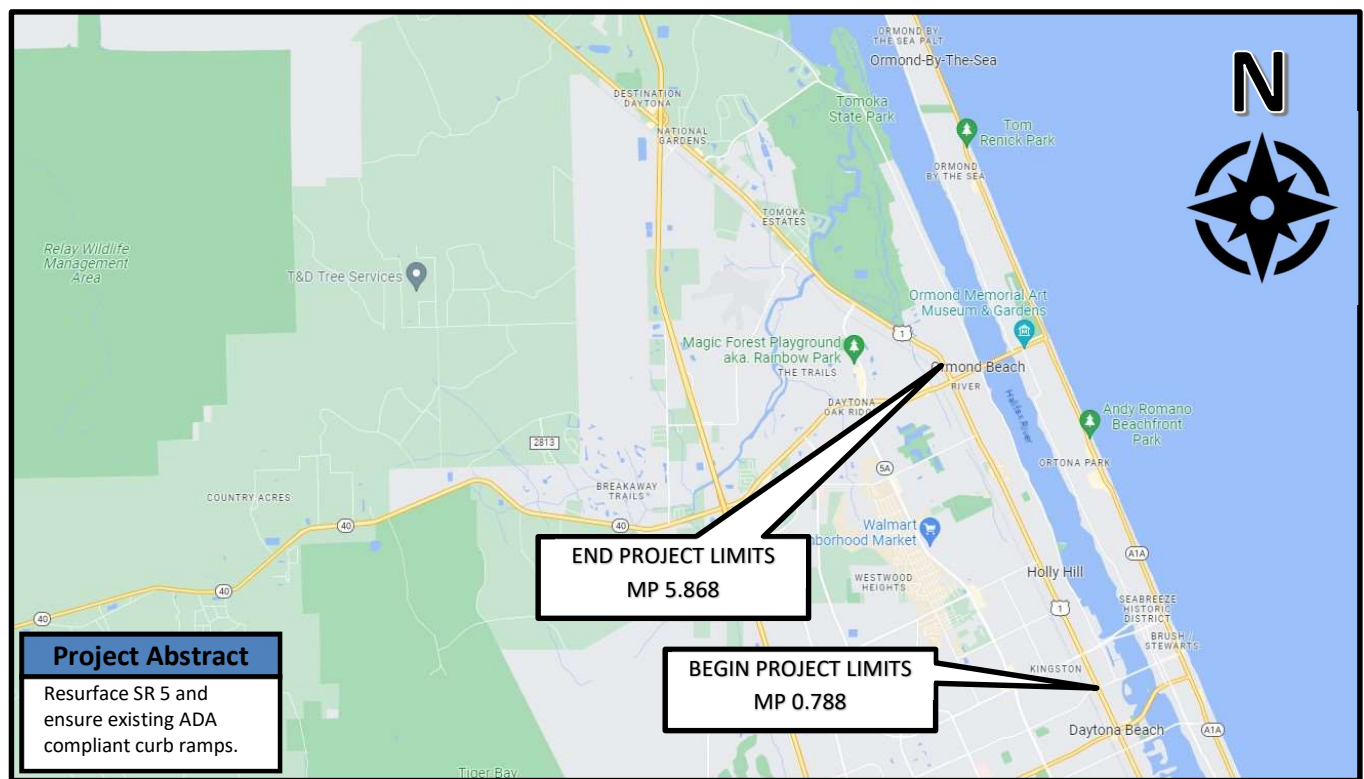 ORMOND BY
THE SEA PALT
Ormond-By-The-Sea
N
DESTINATION
DAYTONA
Tomoka
State Park
Tom
Renick Park
NATIONAL
GARDENS
ORMOND
BY THE SEA
TOMOKA
ESTATES
Relay Wildlife
Management
Area
T&D Tree Services
Ormond Memorial Art
Museum & Gardens
1
Magic Forest Playground
aka. Rainbow Park
THE TRAILS
Ormond Beach
RIVER
DAYTONA
OAK RIDGE
Halifax River
Andy Romano
Beachfront
Park
2813
ORTONA PARK
5A
COUNTRY ACRES
BREAKAWAY
TRAILS
40
40
Walmart
Neighborhood Market
END PROJECT LIMITS
MP 5.868
A1A
Holly Hill
WESTWOOD
HEIGHTS
40
40
1
SEABREEZE
HISTORIC
DISTRICT
BRUSH /
STEWARTS
Project Abstract
Resurface SR 5 and
ensure existing ADA
compliant curb ramps.
BEGIN PROJECT LIMITS
MP 0.788
KINGSTON
Daytona Beach
A1A
Tiger Bay